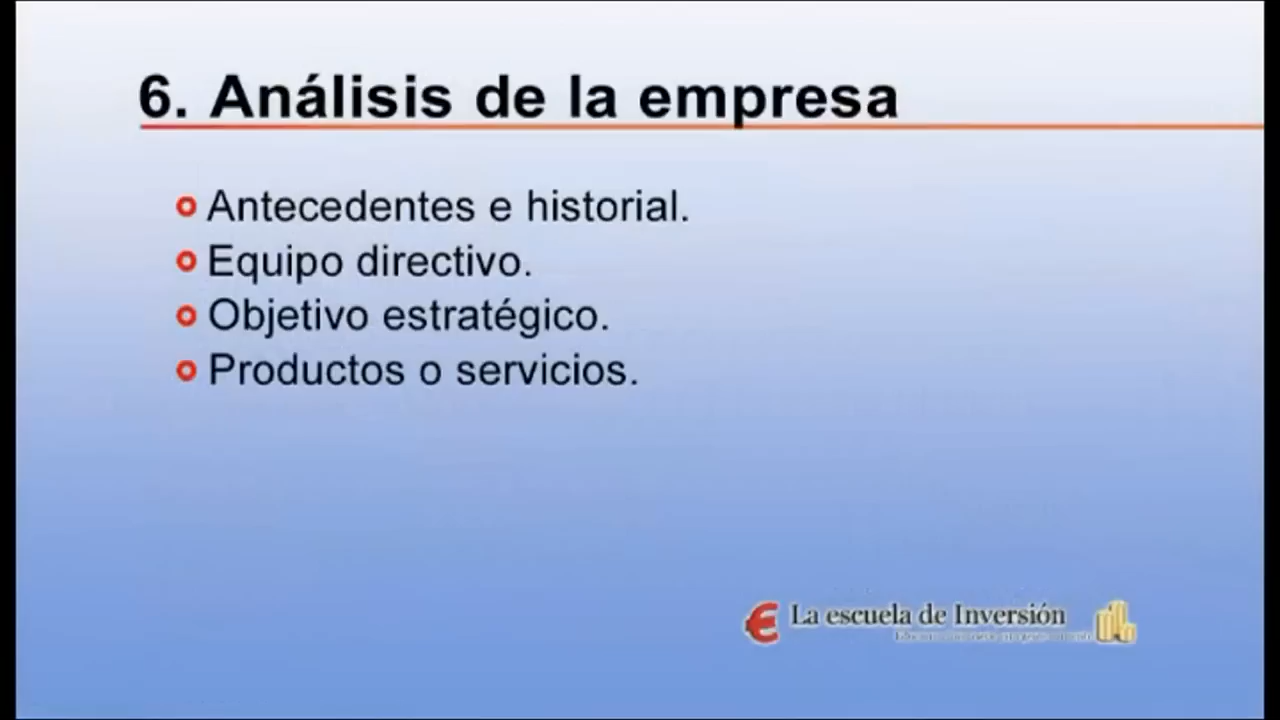 6. Análisis de la empresa
Antecedentes e historial.
Equipo directivo.
Objetivo estratégico.
Productos o servicios.
La escuela de Inversión